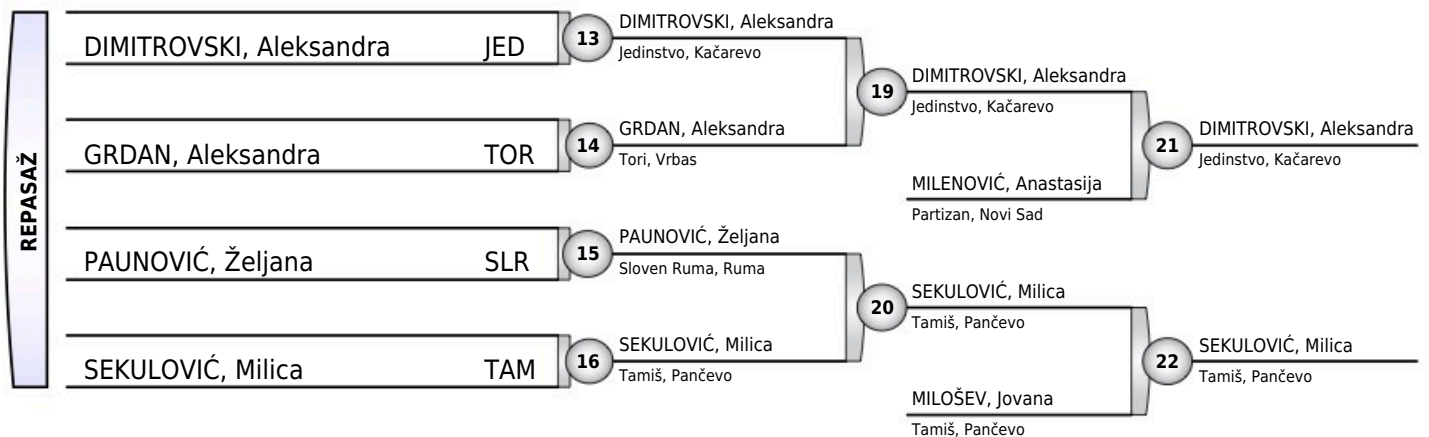 REPASAŽ
DIMITROVSKI, Aleksandra JED
GRDAN, Aleksandra TOR
PAUNOVIĆ, Željana SLR
SEKULOVIĆ, Milica TAM
13
14
15
16
DIMITROVSKI, Aleksandra
Jedinstvo, Kačarevo
GRDAN, Aleksandra
Tori, Vrbas
PAUNOVIĆ, Željana
Sloven Ruma, Ruma
SEKULOVIĆ, Milica
Tamiš, Pančevo
19
20
DIMITROVSKI, Aleksandra
Jedinstvo, Kačarevo
MILENOVIĆ, Anastasija
Partizan, Novi Sad
SEKULOVIĆ, Milica
Tamiš, Pančevo
MILOŠEV, Jovana
Tamiš, Pančevo
21
22
DIMITROVSKI, Aleksandra
Jedinstvo, Kačarevo
SEKULOVIĆ, Milica
Tamiš, Pančevo